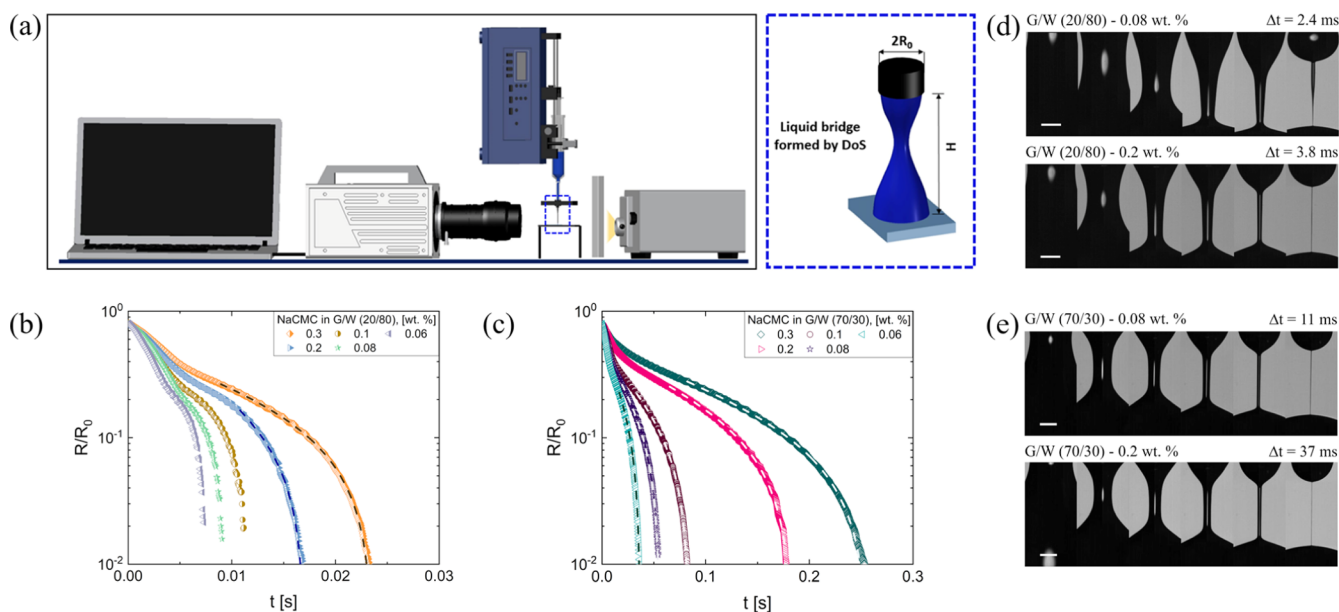 (a)
2R₀
Liquid bridge
formed by DoS
H
(d)
G/W (20/80) - 0.08 wt. % Δt = 2.4 ms
G/W (20/80) - 0.2 wt. % Δt = 3.8 ms
(b)
R/R₀
10⁰
10⁻¹
10⁻²
NaCMC in G/W (20/80), [wt. %]
0.3 0.1 0.06
0.2 0.08
0.00 0.01 0.02 0.03
t [s]
(c)
R/R₀
10⁰
10⁻¹
10⁻²
NaCMC in G/W (70/30), [wt. %]
0.3 0.1 0.06
0.2 0.08
0.0 0.1 0.2 0.3
t [s]
(e)
G/W (70/30) - 0.08 wt. % Δt = 11 ms
G/W (70/30) - 0.2 wt. % Δt = 37 ms